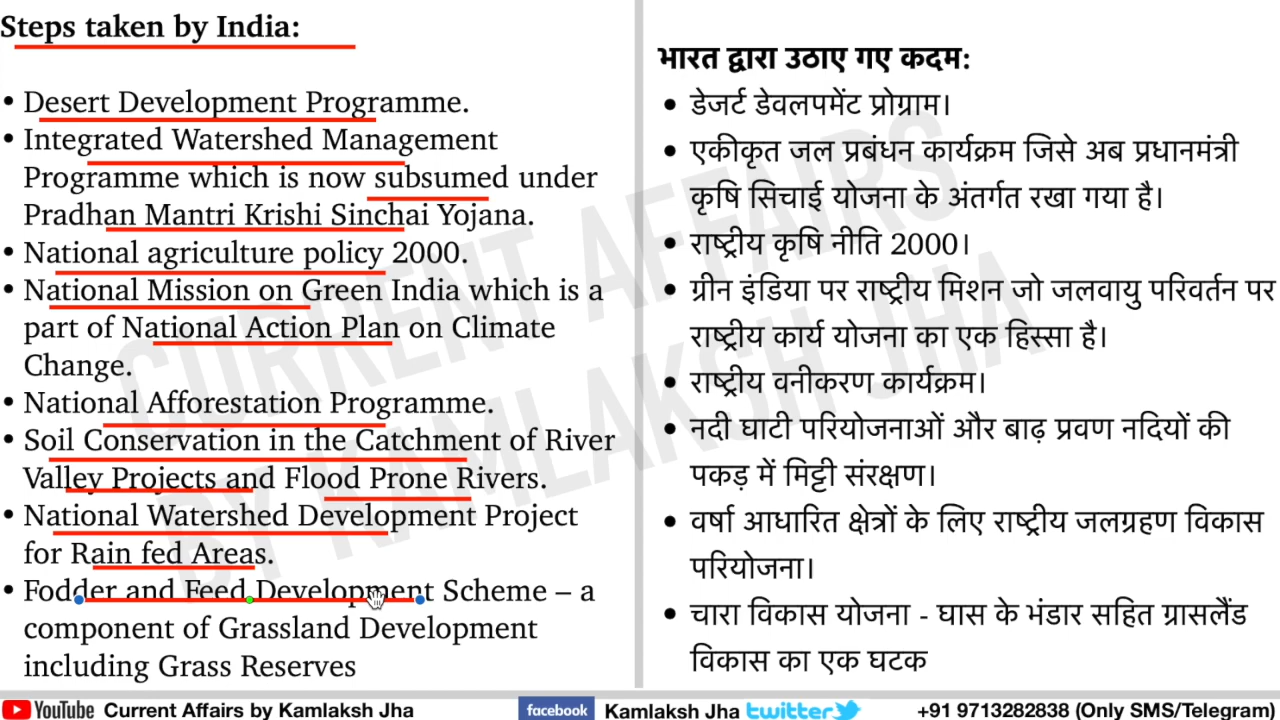 Steps taken by India:
• Desert Development Programme.
• Integrated Watershed Management
Programme which is now subsumed under
Pradhan Mantri Krishi Sinchai Yojana.
• National agriculture policy 2000.
• National Mission on Green India which is a
part of National Action Plan on Climate
Change.
• National Afforestation Programme.
• Soil Conservation in the Catchment of River
Valley Projects and Flood Prone Rivers.
• National Watershed Development Project
for Rain fed Areas.
• Fodder and Feed Development Scheme – a
component of Grassland Development
including Grass Reserves
भारत द्वारा उठाए गए कदम:
• डेजर्ट डेवलपमेंट प्रोग्राम।
• एकीकृत जल प्रबंधन कार्यक्रम जिसे अब प्रधानमंत्री
कृषि सिचाई योजना के अंतर्गत रखा गया है।
• राष्ट्रीय कृषि नीति 2000।
• ग्रीन इंडिया पर राष्ट्रीय मिशन जो जलवायु परिवर्तन पर
राष्ट्रीय कार्य योजना का एक हिस्सा है।
• राष्ट्रीय वनीकरण कार्यक्रम।
• नदी घाटी परियोजनाओं और बाढ़ प्रवण नदियों की
पकड़ में मिट्टी संरक्षण।
• वर्षा आधारित क्षेत्रों के लिए राष्ट्रीय जलग्रहण विकास
परियोजना।
• चारा विकास योजना - घास के भंडार सहित ग्रासलैंड
विकास का एक घटक
CURRENT AFFAIRS
BY KAMLAKSH JHA
YouTube Current Affairs by Kamlaksh Jha facebook Kamlaksh Jha twitter +91 9713282838 (Only SMS/Telegram)